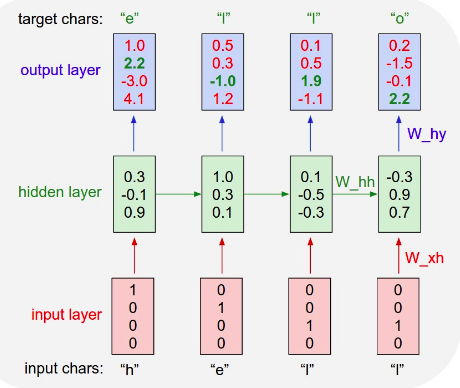 target chars: “e” “l” “l” “o”
output layer
1.0 0.5 0.1 0.2
2.2 0.3 0.5 -1.5
-3.0 -1.0 1.9 -0.1
4.1 1.2 -1.1 2.2
W_hy
hidden layer
0.3 1.0 0.1 -0.3
-0.1 0.3 -0.5 0.9
0.9 0.1 -0.3 0.7
W_hh
W_xh
input layer
1 0 0 0
0 1 0 0
0 0 1 1
0 0 0 0
input chars: “h” “e” “l” “l”